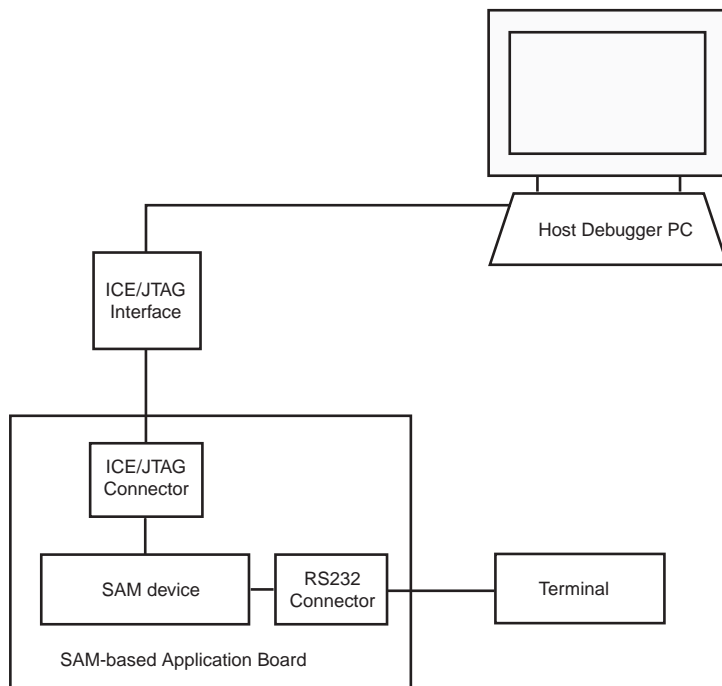 Host Debugger PC
ICE/JTAG
Interface
ICE/JTAG
Connector
SAM device
RS232
Connector
Terminal
SAM-based Application Board